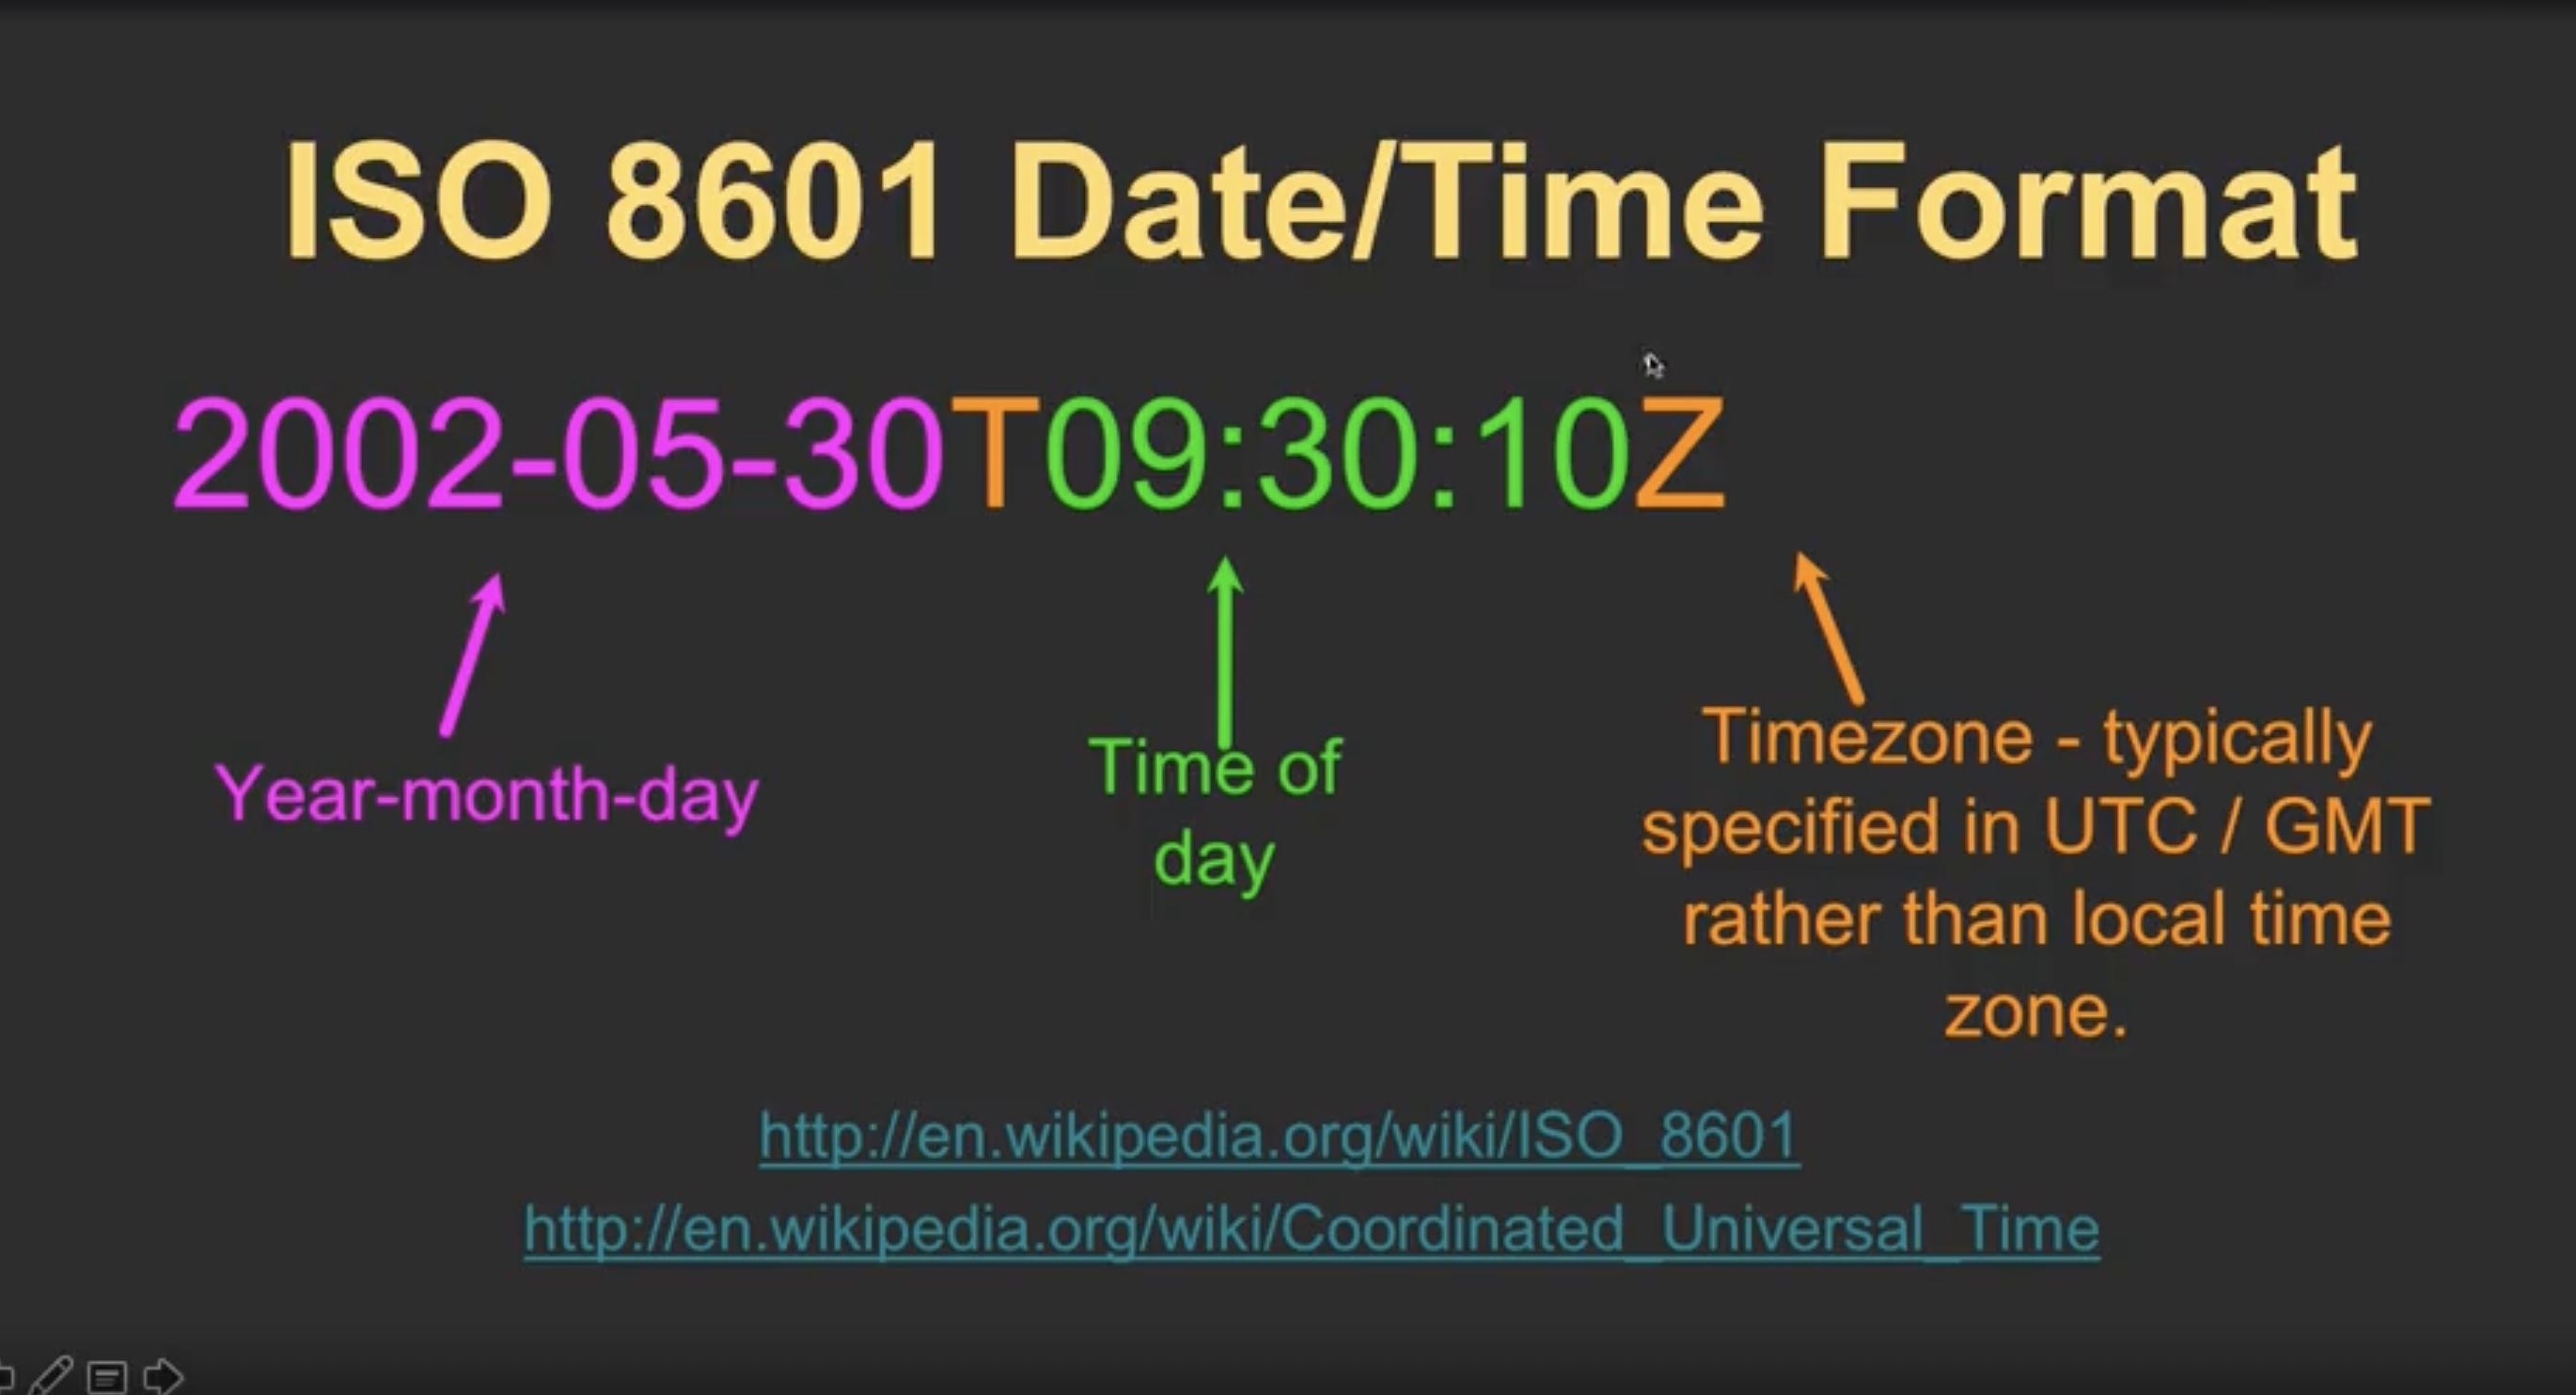 ISO 8601 Date/Time Format
2002-05-30T09:30:10Z
Year-month-day
Time of
day
Timezone - typically
specified in UTC / GMT
rather than local time
zone.
http://en.wikipedia.org/wiki/ISO_8601
http://en.wikipedia.org/wiki/Coordinated_Universal_Time